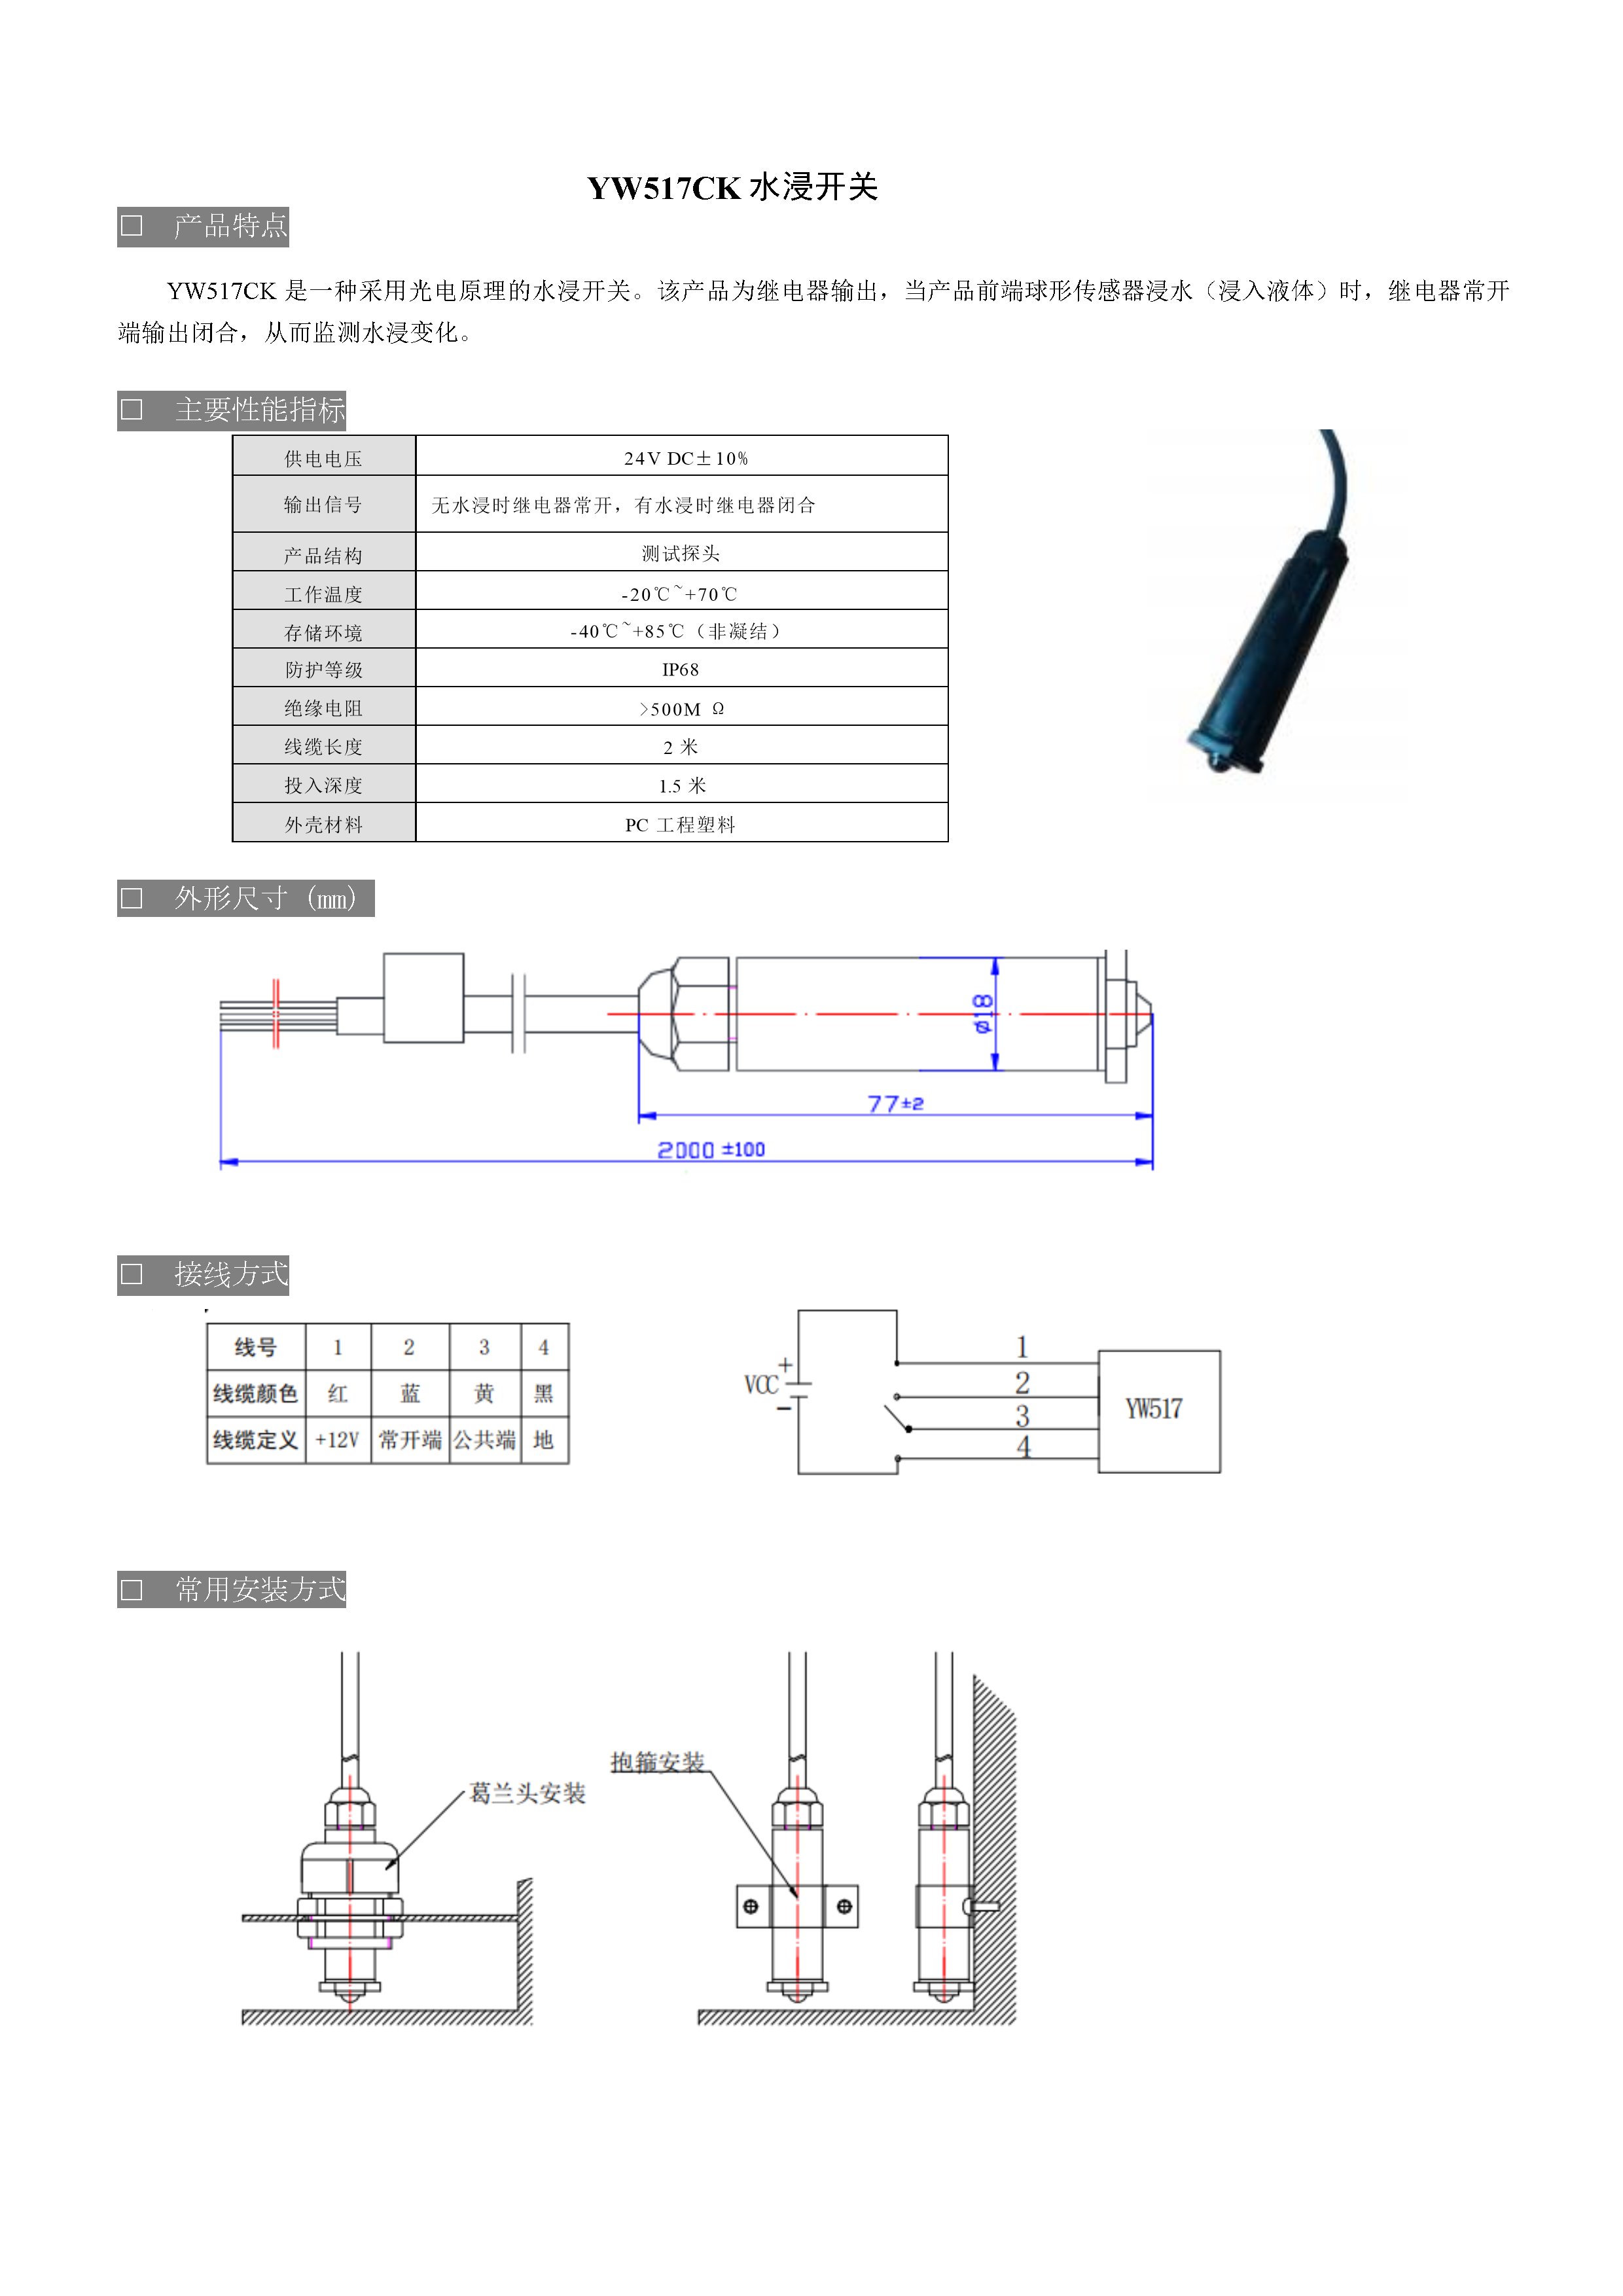 YW517CK 水浸开关
□ 产品特点
YW517CK 是一种采用光电原理的水浸开关。该产品为继电器输出，当产品前端球形传感器浸水（浸入液体）时，继电器常开
端输出闭合，从而监测水浸变化。
□ 主要性能指标
供电电压 24V DC±10%
输出信号 无水浸时继电器常开，有水浸时继电器闭合
产品结构 测试探头
工作温度 -20℃~+70℃
存储环境 -40℃~+85℃（非凝结）
防护等级 IP68
绝缘电阻 >500M Ω
线缆长度 2 米
投入深度 1.5 米
外壳材料 PC 工程塑料
□ 外形尺寸 (mm)
ø18
77±2
2000 ±100
□ 接线方式
线号 1 2 3 4
线缆颜色 红 蓝 黄 黑
线缆定义 +12V 常开端 公共端 地
+
VCC
−
1
2
3
4
YW517
□ 常用安装方式
抱箍安装
葛兰头安装